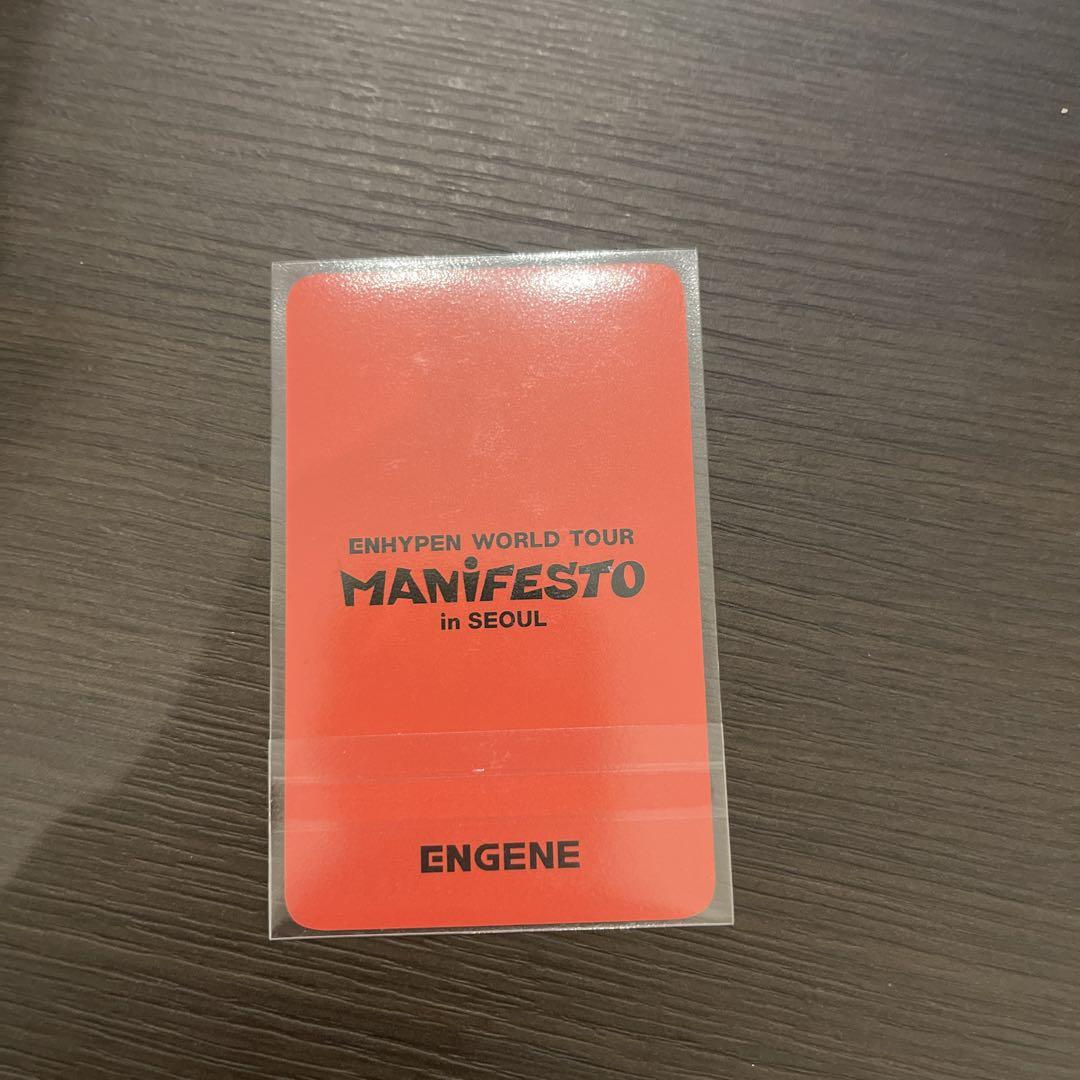 ENHYPEN WORLD TOUR
MANiFESTO
in SEOUL
ENGENE